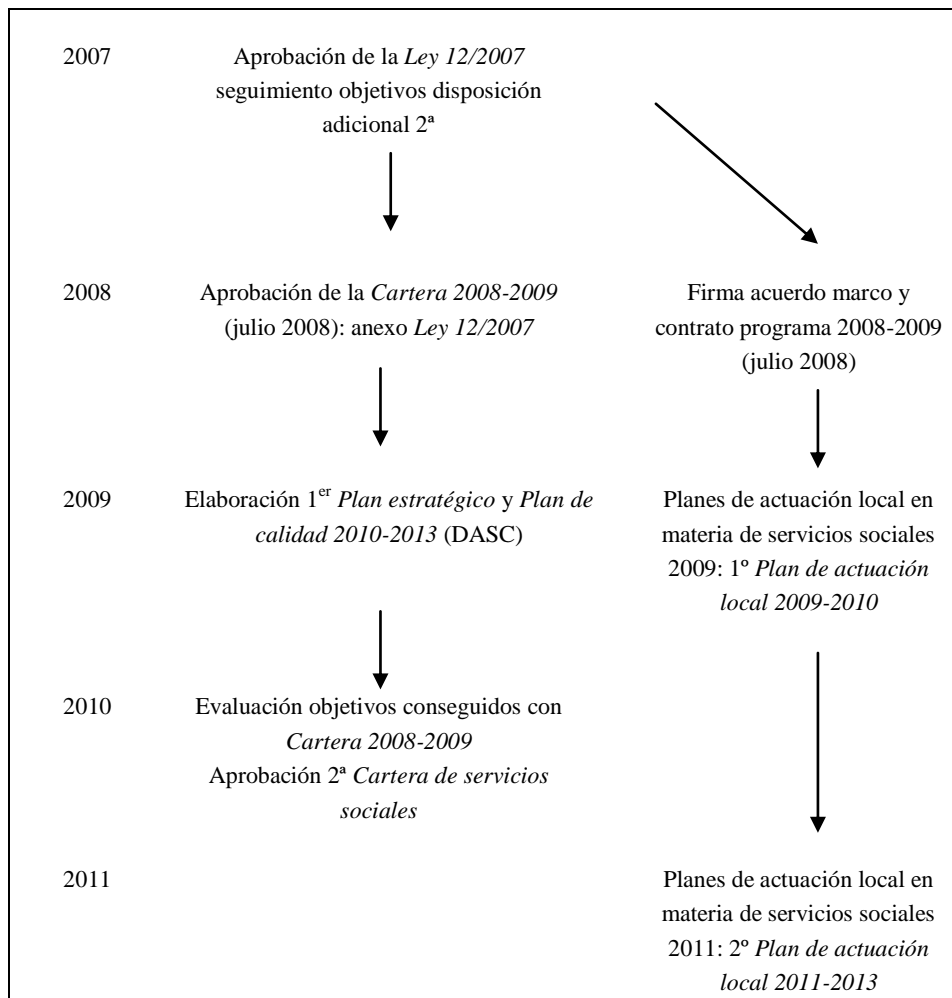 2007
Aprobación de la Ley 12/2007
seguimiento objetivos disposición
adicional 2ª
2008
Aprobación de la Cartera 2008-2009
(julio 2008): anexo Ley 12/2007
Firma acuerdo marco y
contrato programa 2008-2009
(julio 2008)
2009
Elaboración 1er Plan estratégico y Plan de
calidad 2010-2013 (DASC)
Planes de actuación local en
materia de servicios sociales
2009: 1º Plan de actuación
local 2009-2010
2010
Evaluación objetivos conseguidos con
Cartera 2008-2009
Aprobación 2ª Cartera de servicios
sociales
2011
Planes de actuación local en
materia de servicios sociales
2011: 2º Plan de actuación
local 2011-2013